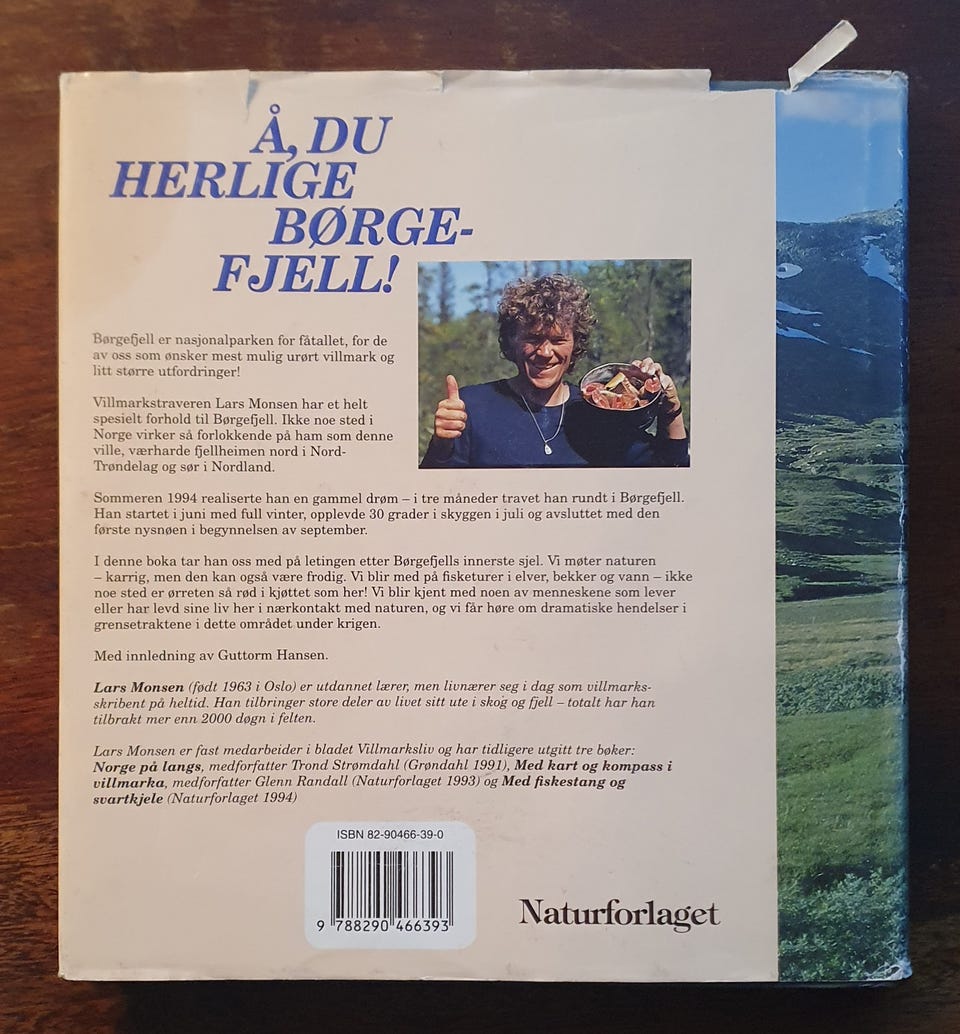 Å, DU
HERLIGE
BØRGE-
FJELL!
Børgefjell er nasjonalparken for fåtallet, for de
av oss som ønsker mest mulig urørt villmark og
litt større utfordringer!
Villmarkstraveren Lars Monsen har et helt
spesielt forhold til Børgefjell. Ikke noe sted i
Norge virker så forlokkende på ham som denne
ville, værharde fjellheimen nord i Nord-
Trøndelag og sør i Nordland.
Sommeren 1994 realiserte han en gammel drøm – i tre måneder travet han rundt i Børgefjell.
Han startet i juni med full vinter, opplevde 30 grader i skyggen i juli og avsluttet med den
første nysnøen i begynnelsen av september.
I denne boka tar han oss med på letingen etter Børgefjells innerste sjel. Vi møter naturen
– karrig, men den kan også være frodig. Vi blir med på fisketurer i elver, bekker og vann – ikke
noe sted er ørreten så rød i kjøttet som her! Vi blir kjent med noen av menneskene som lever
eller har levd sine liv her i nærkontakt med naturen, og vi får høre om dramatiske hendelser i
grensetraktene i dette området under krigen.
Med innledning av Guttorm Hansen.
Lars Monsen (født 1963 i Oslo) er utdannet lærer, men livnærer seg i dag som villmarks-
skribent på heltid. Han tilbringer store deler av livet sitt ute i skog og fjell – totalt har han
tilbrakt mer enn 2000 døgn i felten.
Lars Monsen er fast medarbeider i bladet Villmarksliv og har tidligere utgitt tre bøker:
Norge på langs, medforfatter Trond Strømdahl (Grøndahl 1991), Med kart og kompass i
villmarka, medforfatter Glenn Randall (Naturforlaget 1993) og Med fiskestang og
svartkjele (Naturforlaget 1994)
ISBN 82-90466-39-0
9 788290 466393
Naturforlaget